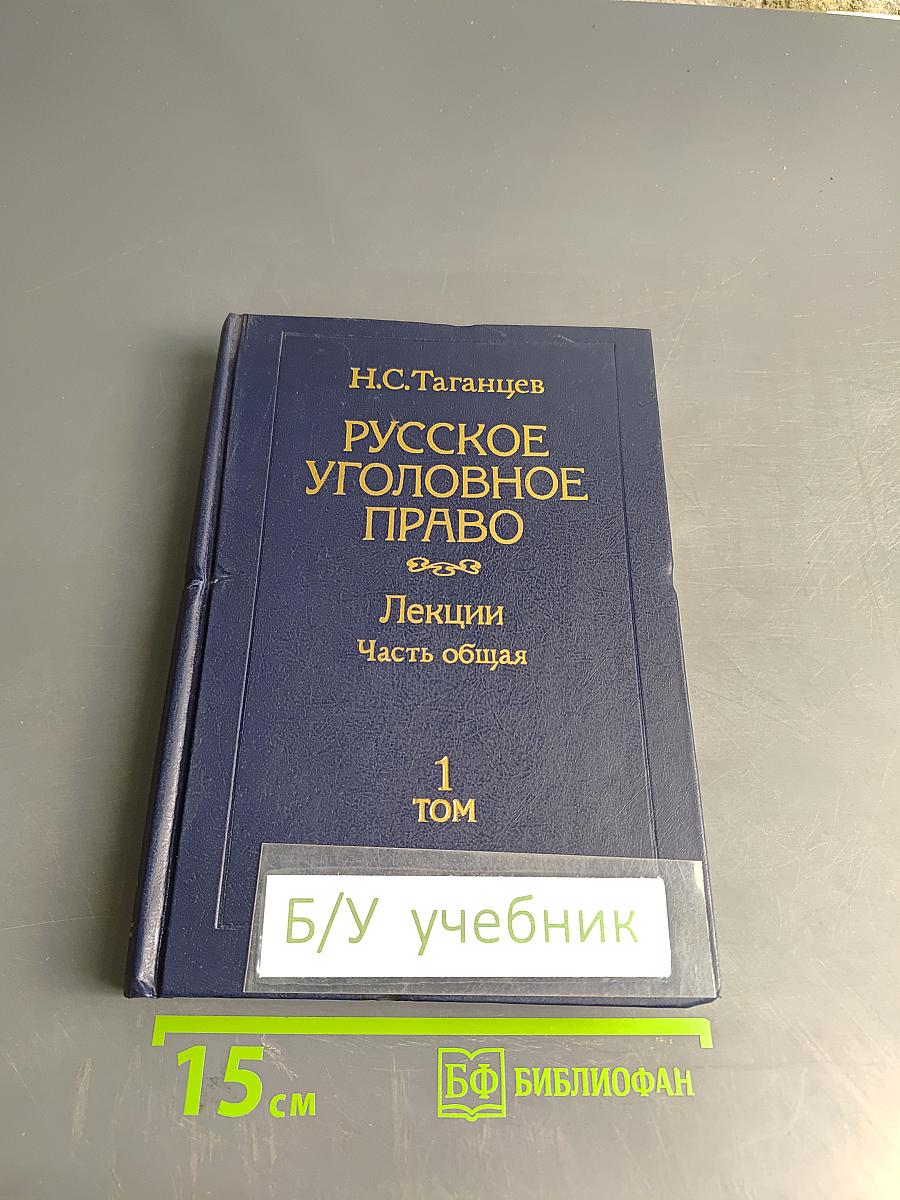 Н.С.Таганцев
РУССКОЕ
УГОЛОВНОЕ
ПРАВО
Лекции
Часть общая
1
ТОМ
Б/У учебник
15 см
БФ БИБЛИОФАН